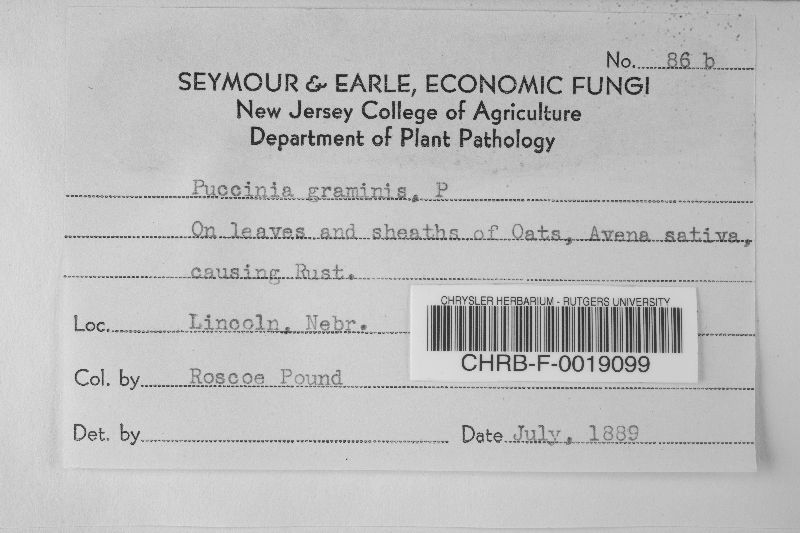 No. 86 b
SEYMOUR & EARLE, ECONOMIC FUNGI
New Jersey College of Agriculture
Department of Plant Pathology
Puccinia graminis, P
On leaves and sheaths of Oats, Avena sativa,
causing Rust.
Loc. Lincoln, Nebr.
CHRYSLER HERBARIUM - RUTGERS UNIVERSITY
CHRB-F-0019099
Col. by Roscoe Pound
Det. by Date July, 1889